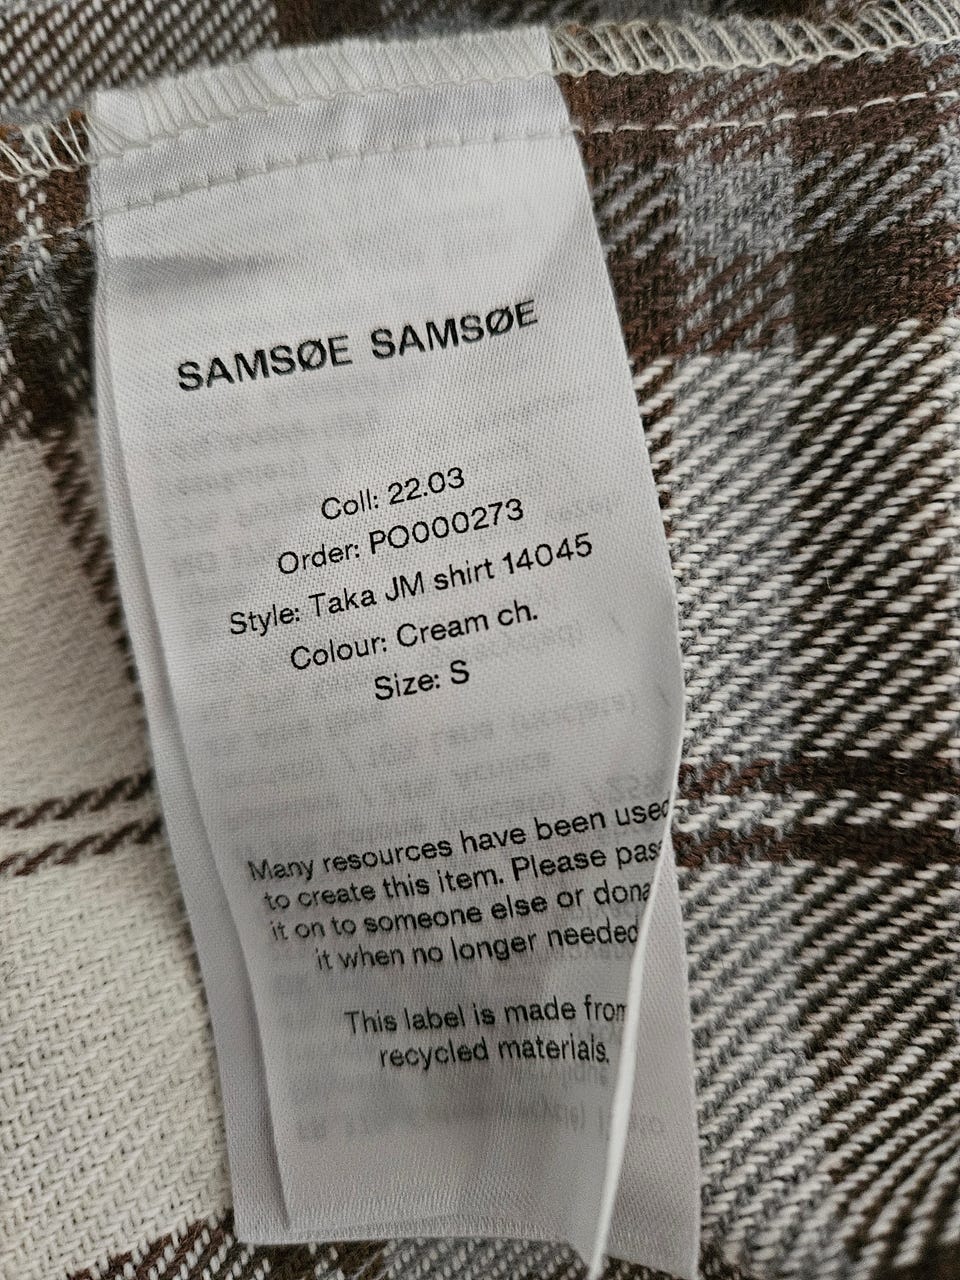 SAMSØE SAMSØE
Coll: 22.03
Order: PO000273
Style: Taka JM shirt 14045
Colour: Cream ch.
Size: S
Many resources have been used
to create this item. Please pass
it on to someone else or dona
it when no longer needed
This label is made from
recycled materials.